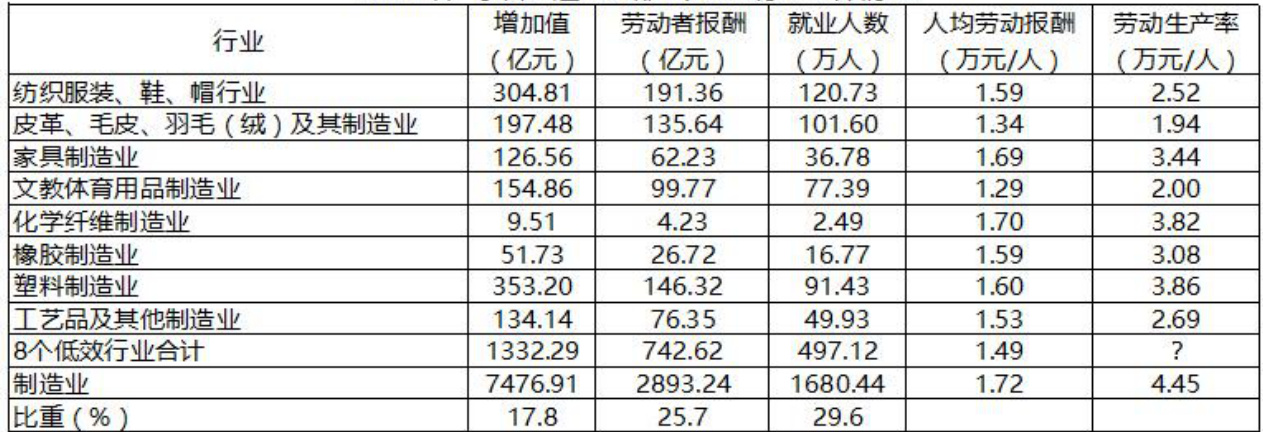 行业 增加值（亿元） 劳动者报酬（亿元） 就业人数（万人） 人均劳动报酬（万元/人） 劳动生产率（万元/人）
纺织服装、鞋、帽行业 304.81 191.36 120.73 1.59 2.52
皮革、毛皮、羽毛（绒）及其制造业 197.48 135.64 101.60 1.34 1.94
家具制造业 126.56 62.23 36.78 1.69 3.44
文教体育用品制造业 154.86 99.77 77.39 1.29 2.00
化学纤维制造业 9.51 4.23 2.49 1.70 3.82
橡胶制造业 51.73 26.72 16.77 1.59 3.08
塑料制造业 353.20 146.32 91.43 1.60 3.86
工艺品及其他制造业 134.14 76.35 49.93 1.53 2.69
8个低效行业合计 1332.29 742.62 497.12 1.49 ?
制造业 7476.91 2893.24 1680.44 1.72 4.45
比重（%） 17.8 25.7 29.6